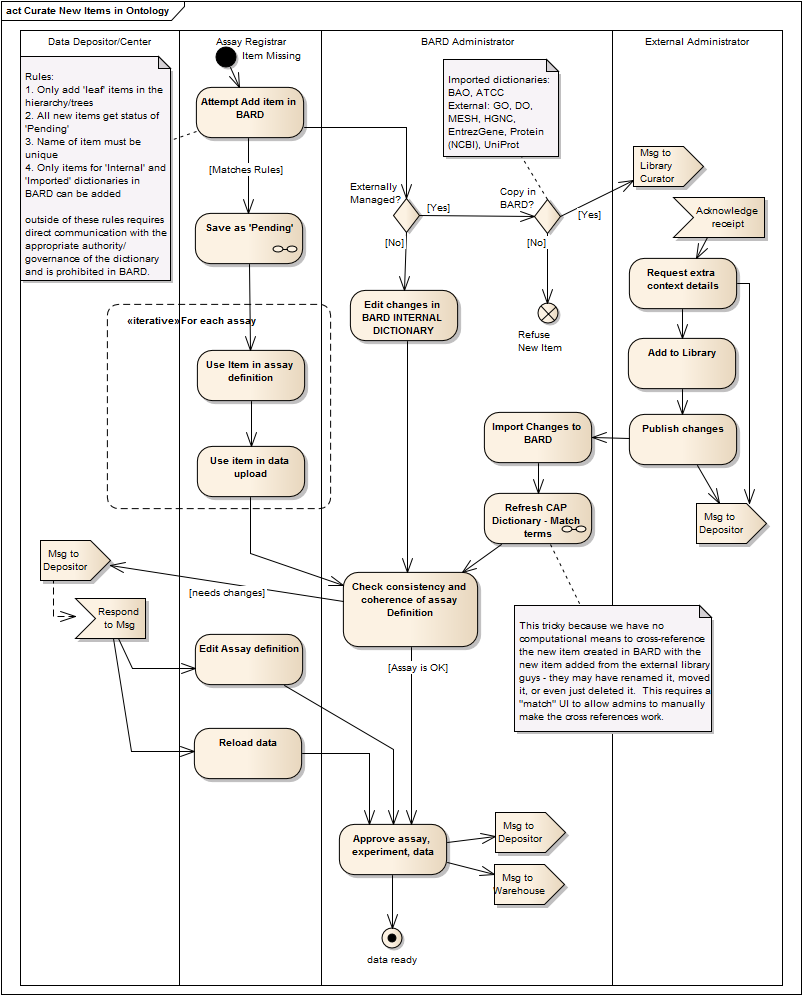 act Curate New Items in Ontology
Data Depositor/Center
Assay Registrar
BARD Administrator
External Administrator
Rules:
1. Only add 'leaf' items in the
hierarchy/trees
2. All new items get status of
'Pending'
3. Name of item must be
unique
4. Only items for 'Internal' and
'Imported' dictionaries in
BARD can be added
outside of these rules requires
direct communication with the
appropriate authority/
governance of the dictionary
and is prohibited in BARD.
Item Missing
Attempt Add item in
BARD
[Matches Rules]
Save as 'Pending'
«iterative»For each assay
Use Item in assay
definition
Use item in data
upload
Imported dictionaries:
BAO, ATCC
External: GO, DO,
MESH, HGNC,
EntrezGene, Protein
(NCBI), UniProt
Externally
Managed?
[Yes]
[No]
Copy in
BARD?
[Yes]
[No]
Refuse
New Item
Edit changes in
BARD INTERNAL
DICTIONARY
Msg to
Library
Curator
Acknowledge
receipt
Request extra
context details
Add to Library
Publish changes
Msg to
Depositor
Import Changes to
BARD
Refresh CAP
Dictionary - Match
terms
Msg to
Depositor
Respond
to Msg
[needs changes]
Check consistency and
coherence of assay
Definition
[Assay is OK]
This tricky because we have no
computational means to cross-reference
the new item created in BARD with the
new item added from the external library
guys - they may have renamed it, moved
it, or even just deleted it.  This requires a
"match" UI to allow admins to manually
make the cross references work.
Edit Assay definition
Reload data
Approve assay,
experiment, data
Msg to
Depositor
Msg to
Warehouse
data ready